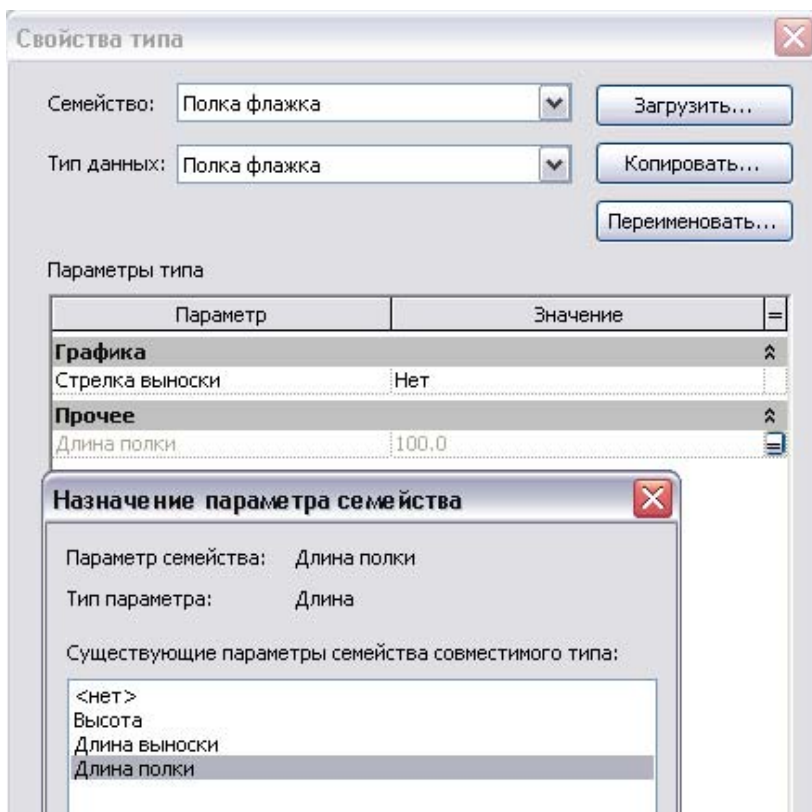 Свойства типа
Семейство: Полка флажка Загрузить...
Тип данных: Полка флажка Копировать...
Переименовать...
Параметры типа
Параметр Значение =
Графика
Стрелка выноски Нет
Прочее
Длина полки 100.0 =
Назначение параметра семейства
Параметр семейства: Длина полки
Тип параметра: Длина
Существующие параметры семейства совместимого типа:
<нет>
Высота
Длина выноски
Длина полки